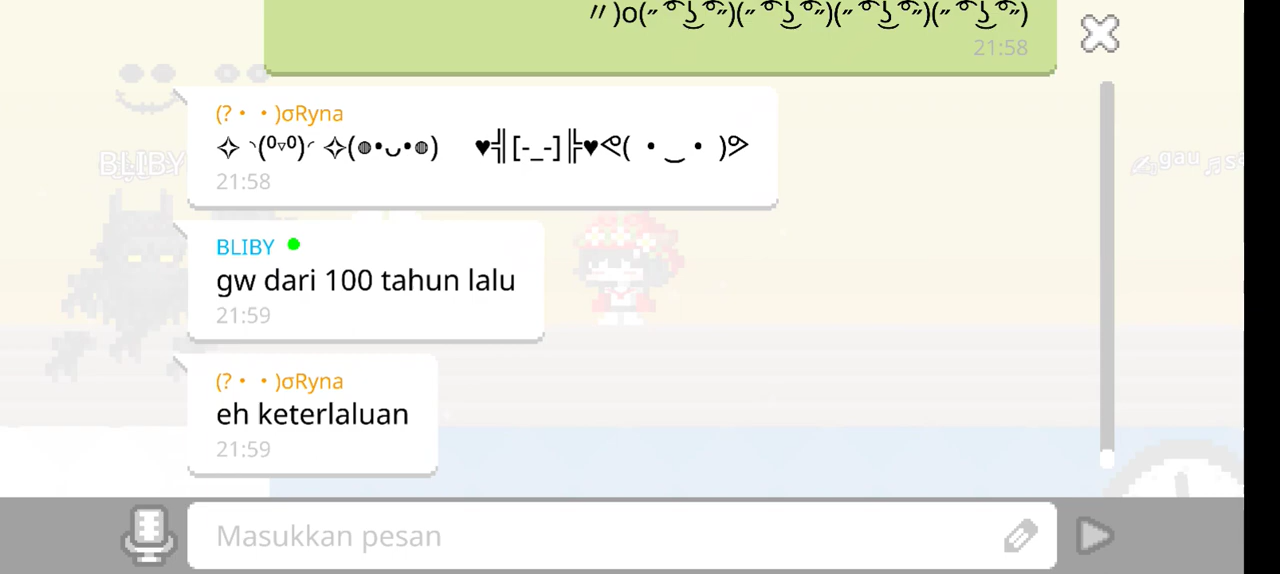 〃)o(˶ ͡° ͜ʖ ͡°˶)(˶ ͡° ͜ʖ ͡°˶)(˶ ͡° ͜ʖ ͡°˶)(˶ ͡° ͜ʖ ͡°˶)
21:58
(?・・)σRyna
✧ ◝(⁰▿⁰)◜ ✧(◍•ᴗ•◍) ♥╣[-_-]╠♥ᕙ( • ‿ • )ᕗ
21:58
BLIBY
BLIBY
gw dari 100 tahun lalu
21:59
(?・・)σRyna
eh keterlaluan
21:59
Masukkan pesan